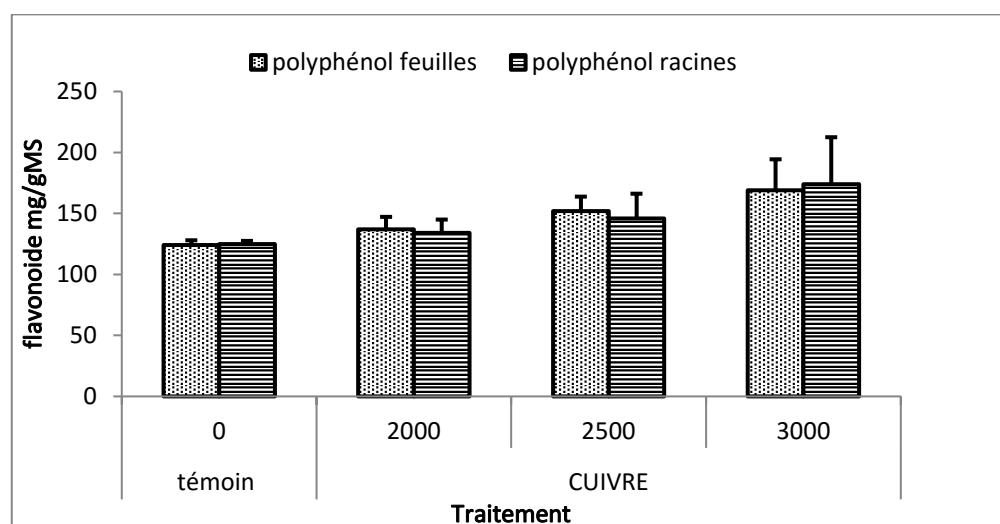 polyphénol feuilles polyphénol racines
flavonoide mg/gMS
250
200
150
100
50
0
0 2000 2500 3000
témoin CUIVRE
Traitement